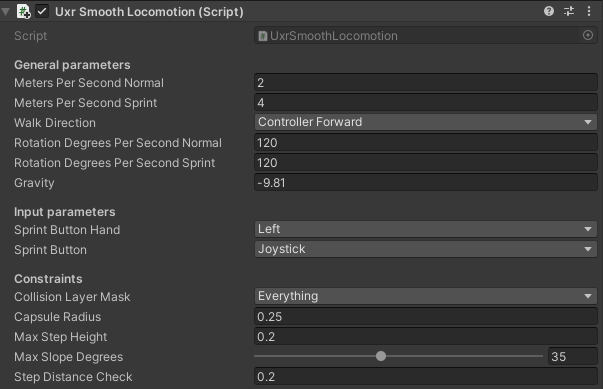 Uxr Smooth Locomotion (Script)
Script UxrSmoothLocomotion
General parameters
Meters Per Second Normal 2
Meters Per Second Sprint 4
Walk Direction Controller Forward
Rotation Degrees Per Second Normal 120
Rotation Degrees Per Second Sprint 120
Gravity -9.81
Input parameters
Sprint Button Hand Left
Sprint Button Joystick
Constraints
Collision Layer Mask Everything
Capsule Radius 0.25
Max Step Height 0.2
Max Slope Degrees 35
Step Distance Check 0.2